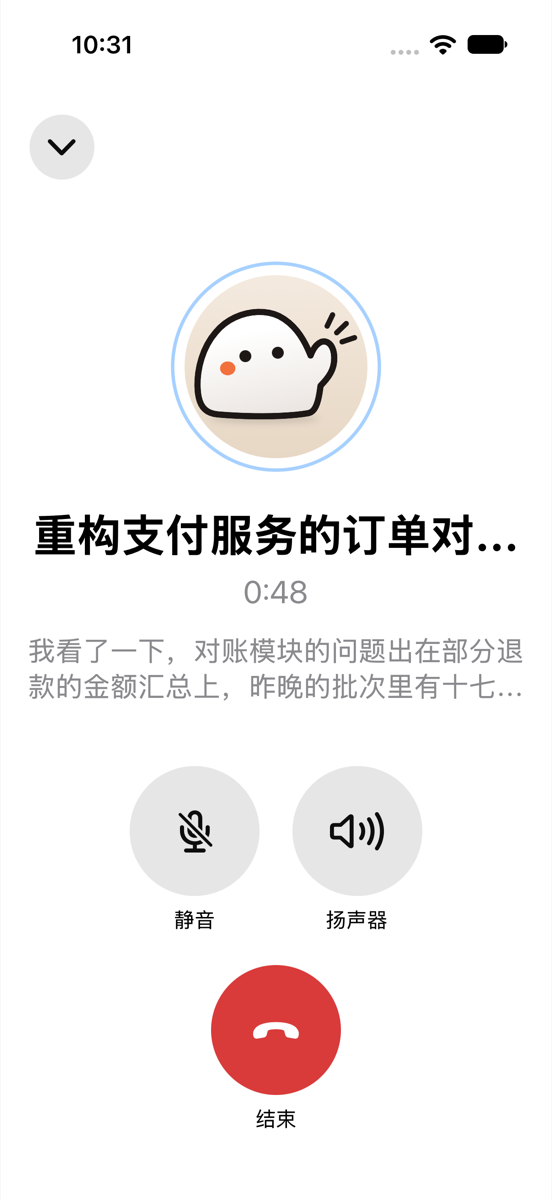 10:31
重构支付服务的订单对...
0:48
我看了一下，对账模块的问题出在部分退
款的金额汇总上，昨晚的批次里有十七...
静音
扬声器
结束